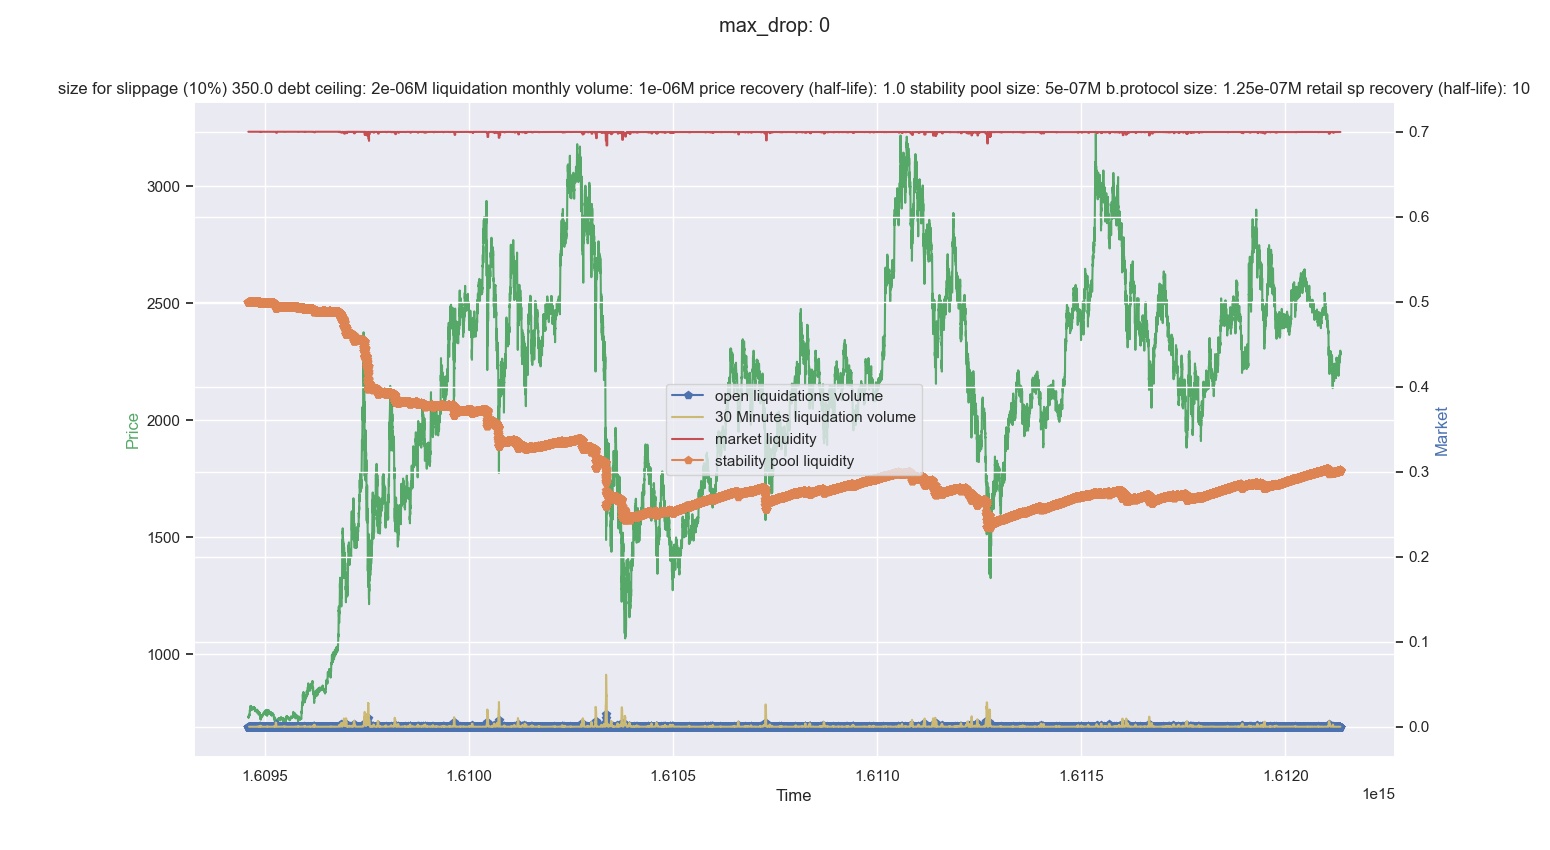 max_drop: 0
size for slippage (10%) 350.0 debt ceiling: 2e-06M liquidation monthly volume: 1e-06M price recovery (half-life): 1.0 stability pool size: 5e-07M b.protocol size: 1.25e-07M retail sp recovery (half-life): 10
3000
2500
2000
1500
1000
Price
open liquidations volume
30 Minutes liquidation volume
market liquidity
stability pool liquidity
0.7
0.6
0.5
0.4
0.3
0.2
0.1
0.0
Market
1.6095 1.6100 1.6105 1.6110 1.6115 1.6120
Time
1e15